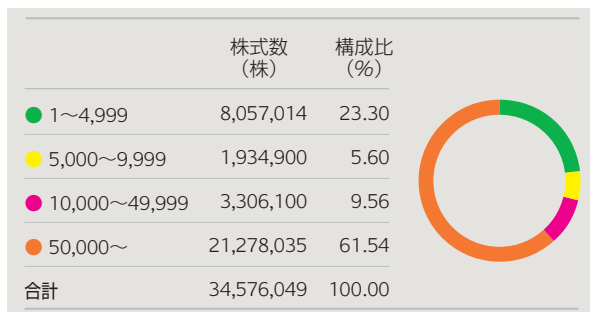 株式数 構成比
（株） （％）
1〜4,999 8,057,014 23.30
5,000〜9,999 1,934,900 5.60
10,000〜49,999 3,306,100 9.56
50,000〜 21,278,035 61.54
合計 34,576,049 100.00